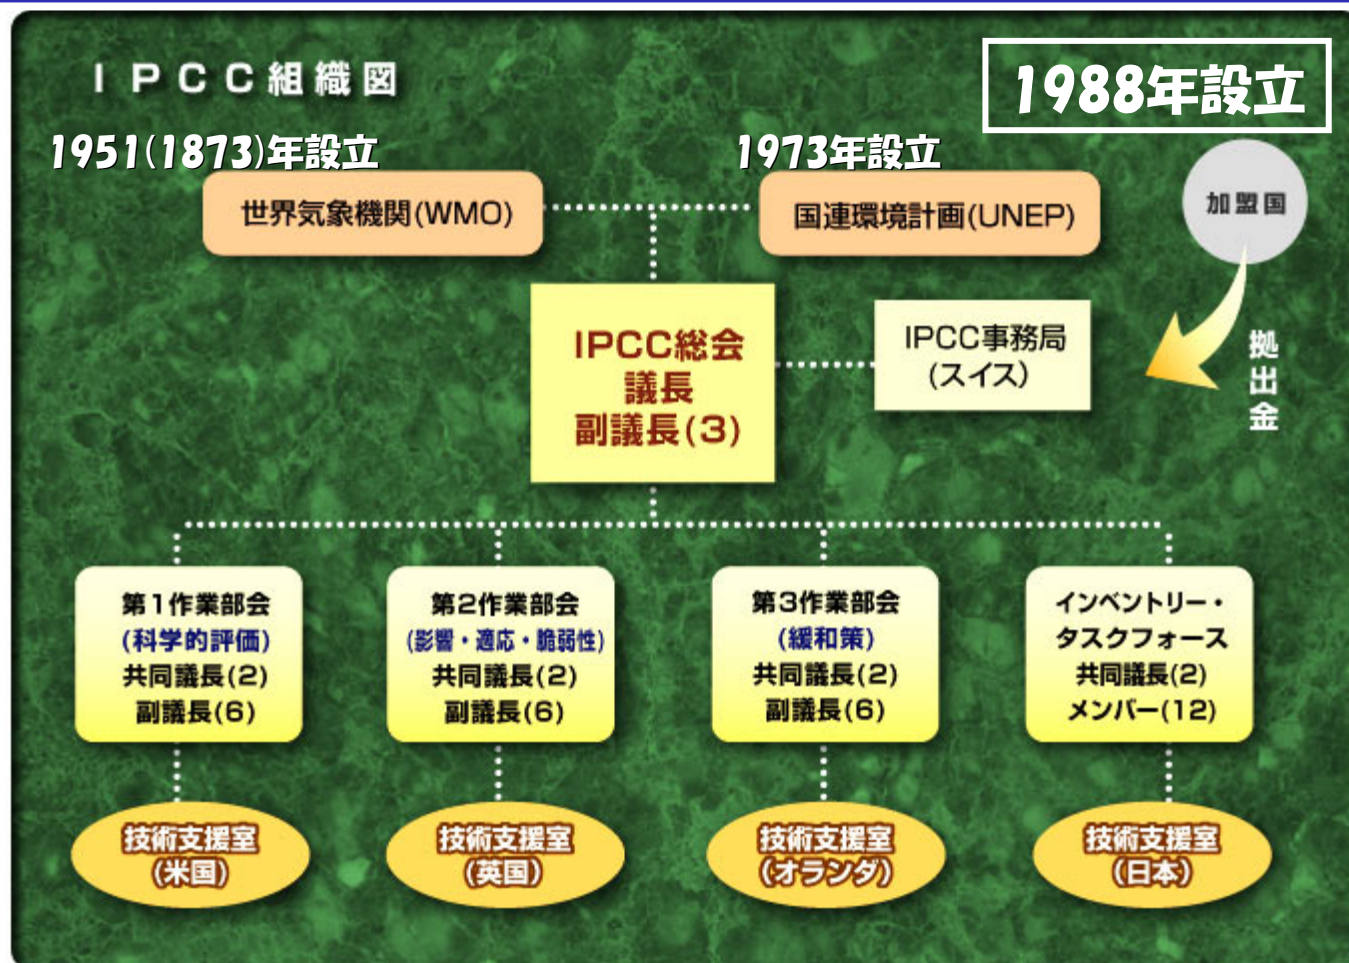 IPCC組織図
1988年設立
1951(1873)年設立
1973年設立
世界気象機関(WMO)
国連環境計画(UNEP)
加盟国
IPCC総会
議長
副議長(3)
IPCC事務局
(スイス)
拠出金
第1作業部会
(科学的評価)
共同議長(2)
副議長(6)
第2作業部会
(影響・適応・脆弱性)
共同議長(2)
副議長(6)
第3作業部会
(緩和策)
共同議長(2)
副議長(6)
インベントリー・
タスクフォース
共同議長(2)
メンバー(12)
技術支援室
(米国)
技術支援室
(英国)
技術支援室
(オランダ)
技術支援室
(日本)